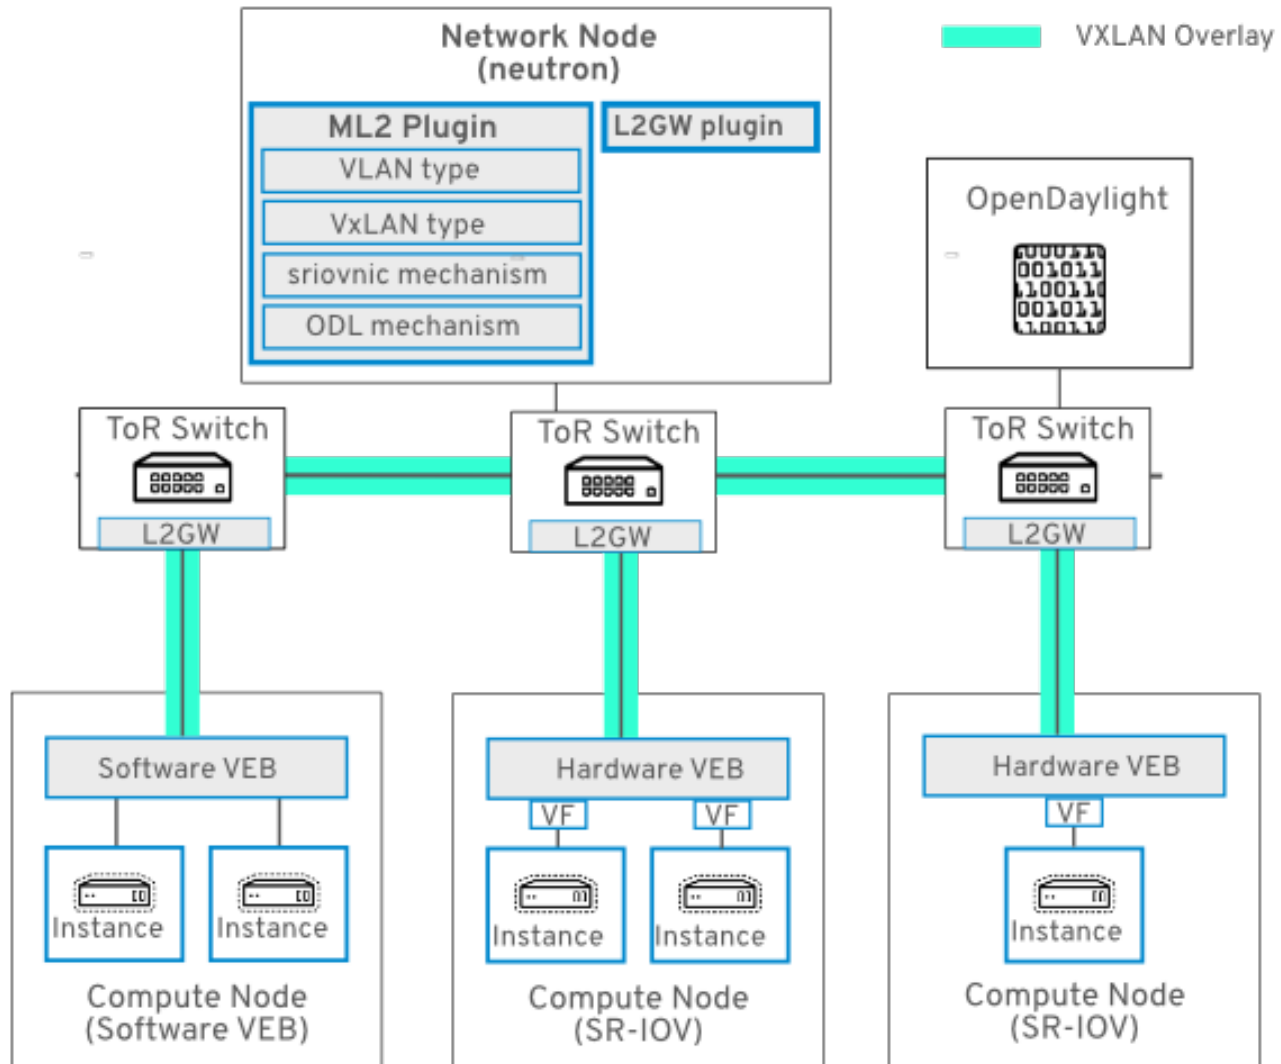 Network Node
(neutron)
VXLAN Overlay
ML2 Plugin
L2GW plugin
VLAN type
VxLAN type
sriovnic mechanism
ODL mechanism
OpenDaylight
001011
001011
ToR Switch
L2GW
ToR Switch
L2GW
ToR Switch
L2GW
Software VEB
Instance
Instance
Compute Node
(Software VEB)
Hardware VEB
VF
VF
Instance
Instance
Compute Node
(SR-IOV)
Hardware VEB
VF
Instance
Compute Node
(SR-IOV)